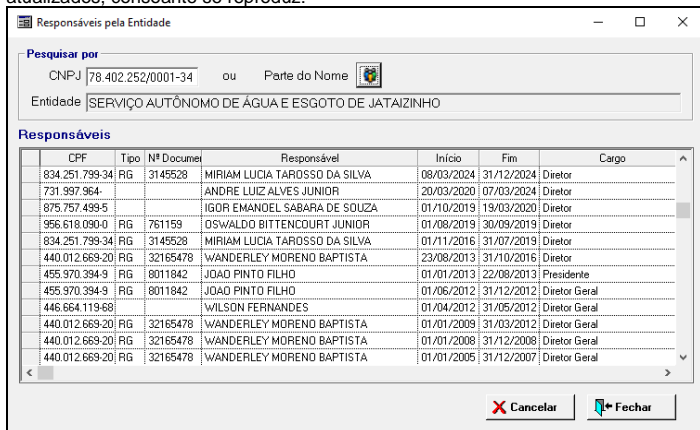 Responsáveis pela Entidade
Pesquisar por
CNPJ 78.402.252/0001-34 ou Parte do Nome
Entidade SERVIÇO AUTÔNOMO DE ÁGUA E ESGOTO DE JATAIZINHO
Responsáveis
CPF Tipo Nª Documer Responsável Início Fim Cargo
834.251.799-34 RG 3145528 MIRIAM LUCIA TAROSSO DA SILVA 08/03/2024 31/12/2024 Diretor
731.997.964- ANDRE LUIZ ALVES JUNIOR 20/03/2020 07/03/2024 Diretor
875.757.499-5 IGOR EMANOEL SABARA DE SOUZA 01/10/2019 19/03/2020 Diretor
956.618.090-0 RG 761159 OSWALDO BITTENCOURT JUNIOR 01/08/2019 30/09/2019 Diretor
834.251.799-34 RG 3145528 MIRIAM LUCIA TAROSSO DA SILVA 01/11/2016 31/07/2019 Diretor
440.012.669-20 RG 32165478 WANDERLEY MORENO BAPTISTA 23/08/2013 31/10/2016 Diretor
455.970.394-9 RG 8011842 JOAO PINTO FILHO 01/01/2013 22/08/2013 Presidente
455.970.394-9 RG 8011842 JOAO PINTO FILHO 01/06/2012 31/12/2012 Diretor Geral
446.664.119-68 WILSON FERNANDES 01/04/2012 31/05/2012 Diretor Geral
440.012.669-20 RG 32165478 WANDERLEY MORENO BAPTISTA 01/01/2009 31/03/2012 Diretor Geral
440.012.669-20 RG 32165478 WANDERLEY MORENO BAPTISTA 01/01/2008 31/12/2008 Diretor Geral
440.012.669-20 RG 32165478 WANDERLEY MORENO BAPTISTA 01/01/2005 31/12/2007 Diretor Geral
Cancelar Fechar